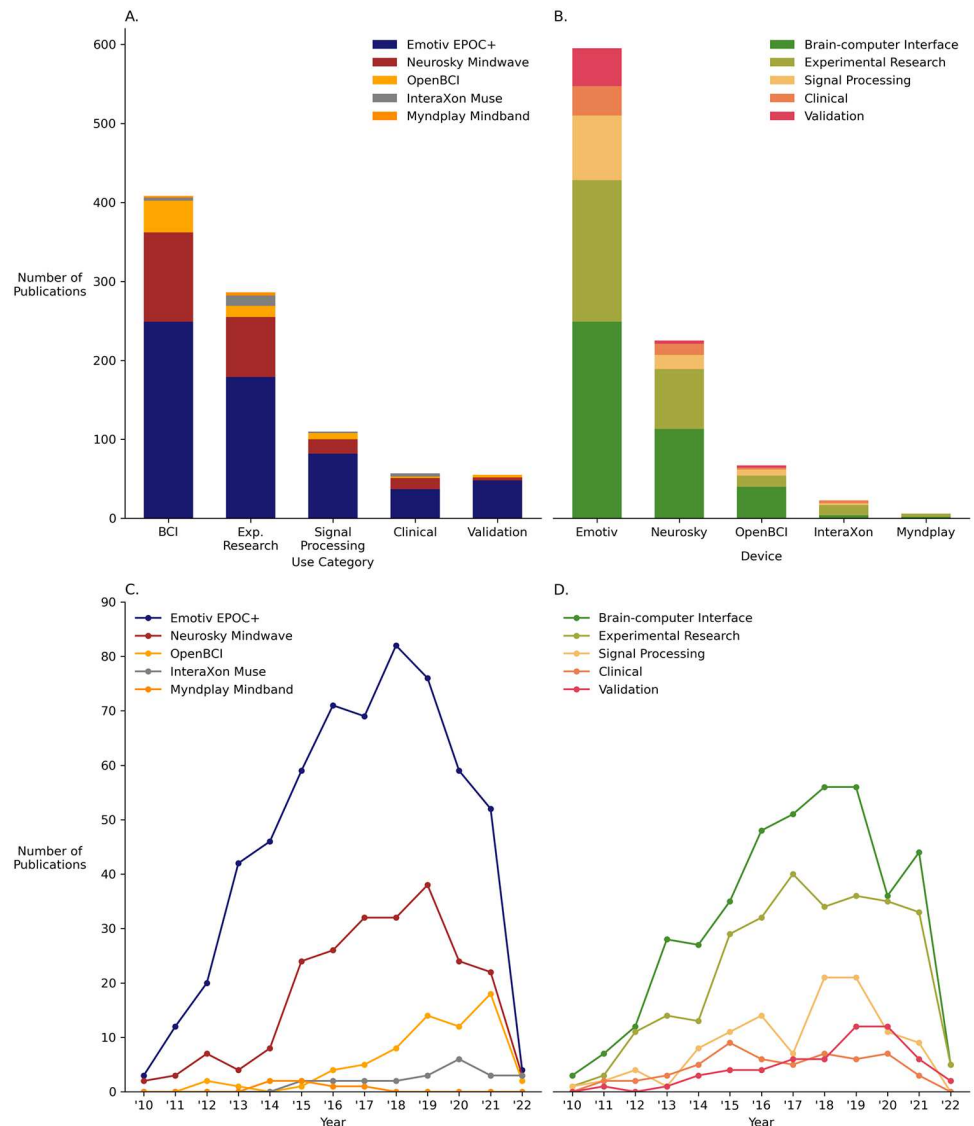 A.
Emotiv EPOC+
Neurosky Mindwave
OpenBCI
InteraXon Muse
Myndplay Mindband
600
500
400
300
200
100
0
Number of
Publications
BCI
Exp.
Research
Signal
Processing
Clinical
Validation
Use Category
B.
Brain-computer Interface
Experimental Research
Signal Processing
Clinical
Validation
Emotiv
Neurosky
OpenBCI
InteraXon
Myndplay
Device
C.
Emotiv EPOC+
Neurosky Mindwave
OpenBCI
InteraXon Muse
Myndplay Mindband
90
80
70
60
50
40
30
20
10
0
Number of
Publications
'10 '11 '12 '13 '14 '15 '16 '17 '18 '19 '20 '21 '22
Year
D.
Brain-computer Interface
Experimental Research
Signal Processing
Clinical
Validation
'10 '11 '12 '13 '14 '15 '16 '17 '18 '19 '20 '21 '22
Year